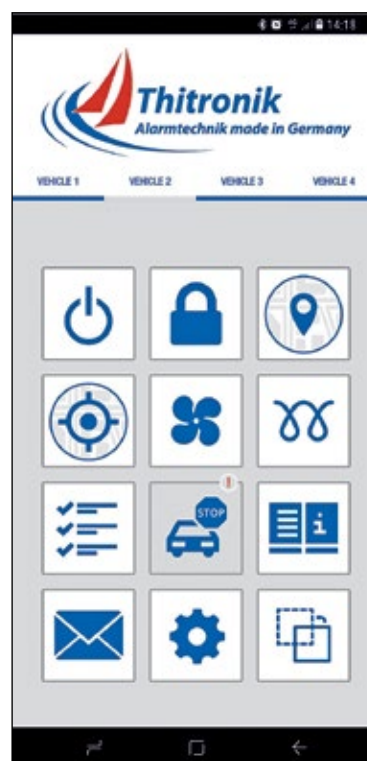 14:18
Thitronik
Alarmtechnik made in Germany
VEHICLE 1 VEHICLE 2 VEHICLE 3 VEHICLE 4
STOP
!
i